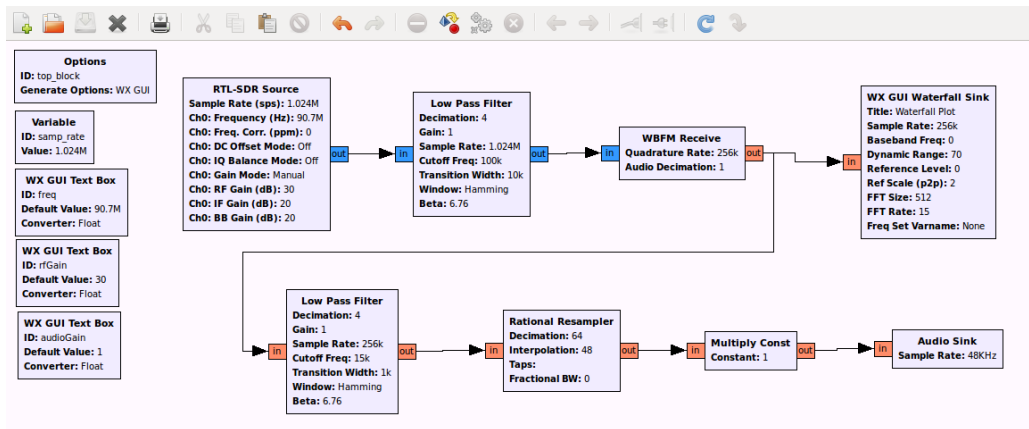 Options
ID: top_block
Generate Options: WX GUI
Variable
ID: samp_rate
Value: 1.024M
WX GUI Text Box
ID: freq
Default Value: 90.7M
Converter: Float
WX GUI Text Box
ID: rfGain
Default Value: 30
Converter: Float
WX GUI Text Box
ID: audioGain
Default Value: 1
Converter: Float
RTL-SDR Source
Sample Rate (sps): 1.024M
Ch0: Frequency (Hz): 90.7M
Ch0: Freq. Corr. (ppm): 0
Ch0: DC Offset Mode: Off
Ch0: IQ Balance Mode: Off
Ch0: Gain Mode: Manual
Ch0: RF Gain (dB): 30
Ch0: IF Gain (dB): 20
Ch0: BB Gain (dB): 20
out
in
Low Pass Filter
Decimation: 4
Gain: 1
Sample Rate: 1.024M
Cutoff Freq: 100k
Transition Width: 10k
Window: Hamming
Beta: 6.76
out
in
WBFM Receive
Quadrature Rate: 256k
Audio Decimation: 1
out
in
WX GUI Waterfall Sink
Title: Waterfall Plot
Sample Rate: 256k
Baseband Freq: 0
Dynamic Range: 70
Reference Level: 0
Ref Scale (p2p): 2
FFT Size: 512
FFT Rate: 15
Freq Set Varname: None
in
Low Pass Filter
Decimation: 4
Gain: 1
Sample Rate: 256k
Cutoff Freq: 15k
Transition Width: 1k
Window: Hamming
Beta: 6.76
out
in
Rational Resampler
Decimation: 64
Interpolation: 48
Taps:
Fractional BW: 0
out
in
Multiply Const
Constant: 1
out
in
Audio Sink
Sample Rate: 48KHz